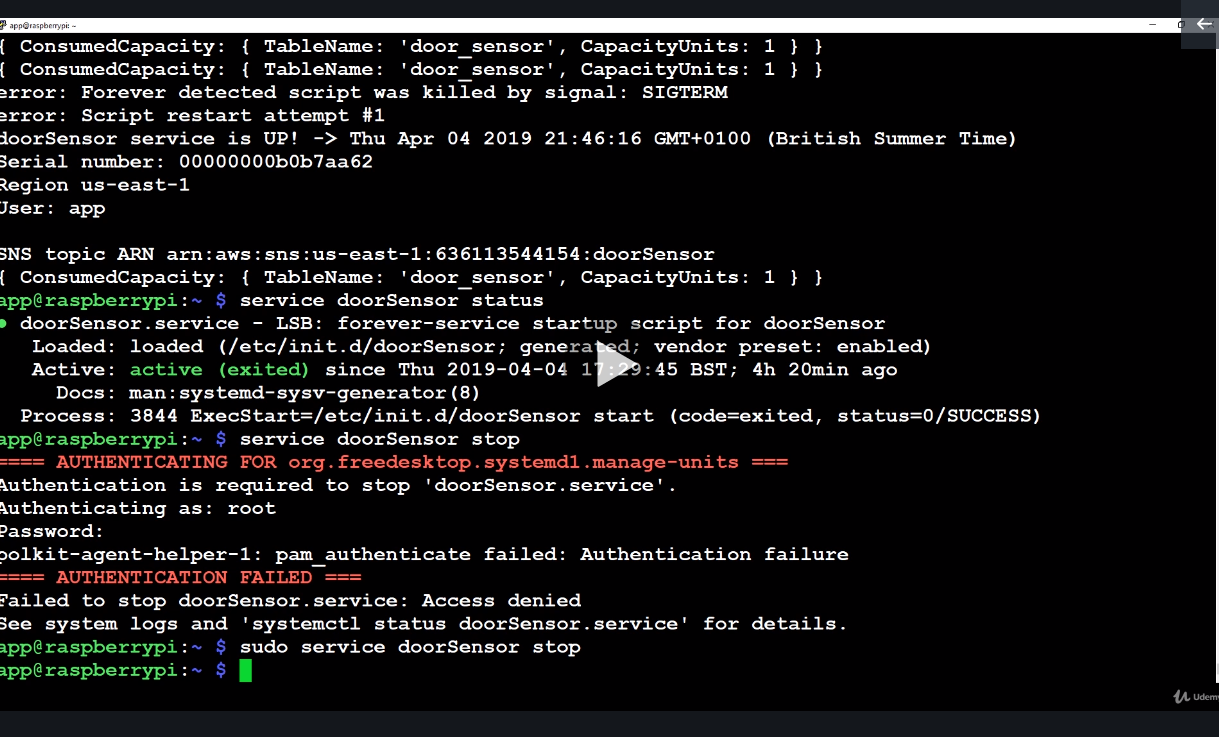 app@raspberrypi: ~
{ ConsumedCapacity: { TableName: 'door_sensor', CapacityUnits: 1 } }
{ ConsumedCapacity: { TableName: 'door_sensor', CapacityUnits: 1 } }
error: Forever detected script was killed by signal: SIGTERM
error: Script restart attempt #1
doorSensor service is UP! -> Thu Apr 04 2019 21:46:16 GMT+0100 (British Summer Time)
Serial number: 00000000b0b7aa62
Region us-east-1
User: app
SNS topic ARN arn:aws:sns:us-east-1:636113544154:doorSensor
{ ConsumedCapacity: { TableName: 'door_sensor', CapacityUnits: 1 } }
app@raspberrypi:~ $ service doorSensor status
● doorSensor.service - LSB: forever-service startup script for doorSensor
Loaded: loaded (/etc/init.d/doorSensor; generated; vendor preset: enabled)
Active: active (exited) since Thu 2019-04-04 17:29:45 BST; 4h 20min ago
Docs: man:systemd-sysv-generator(8)
Process: 3844 ExecStart=/etc/init.d/doorSensor start (code=exited, status=0/SUCCESS)
app@raspberrypi:~ $ service doorSensor stop
==== AUTHENTICATING FOR org.freedesktop.systemd1.manage-units ===
Authentication is required to stop 'doorSensor.service'.
Authenticating as: root
Password:
polkit-agent-helper-1: pam_authenticate failed: Authentication failure
==== AUTHENTICATION FAILED ===
Failed to stop doorSensor.service: Access denied
See system logs and 'systemctl status doorSensor.service' for details.
app@raspberrypi:~ $ sudo service doorSensor stop
app@raspberrypi:~ $
Udemy